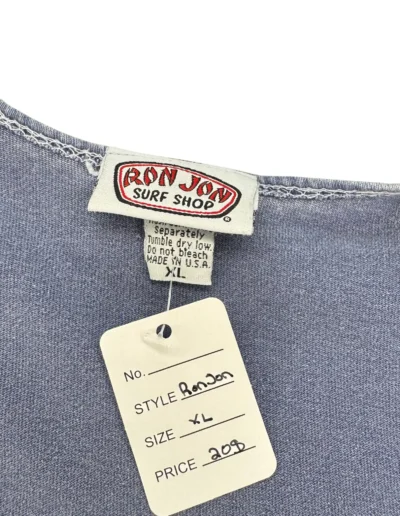 RON JON
SURF SHOP
®
separately
Tumble dry low.
Do not bleach
MADE IN U.S.A.
XL
No.
STYLE RonJon
SIZE XL
PRICE 20$